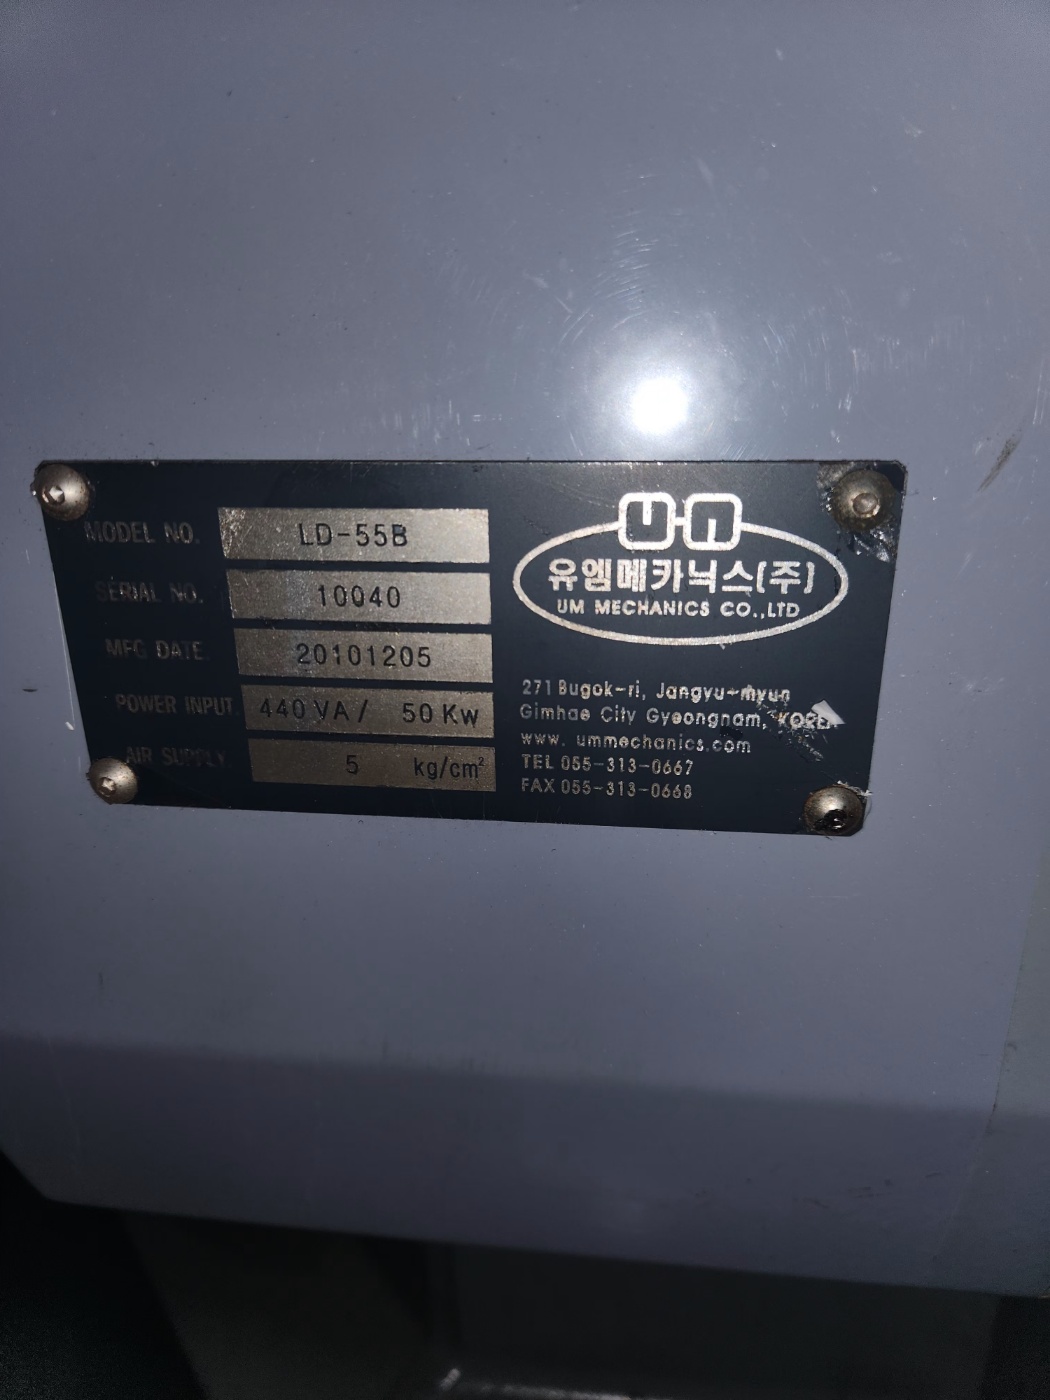 MODEL NO. LD-55B
SERIAL NO. 10040
MFG DATE. 20101205
POWER INPUT 440 VA / 50 Kw
AIR SUPPLY 5 kg/cm²
um
유엠메카닉스(주)
UM MECHANICS CO.,LTD
271 Bugok-ri, Jangyu-myun
Gimhae City Gyeongnam, KOREA
www. ummechanics.com
TEL 055-313-0667
FAX 055-313-0668